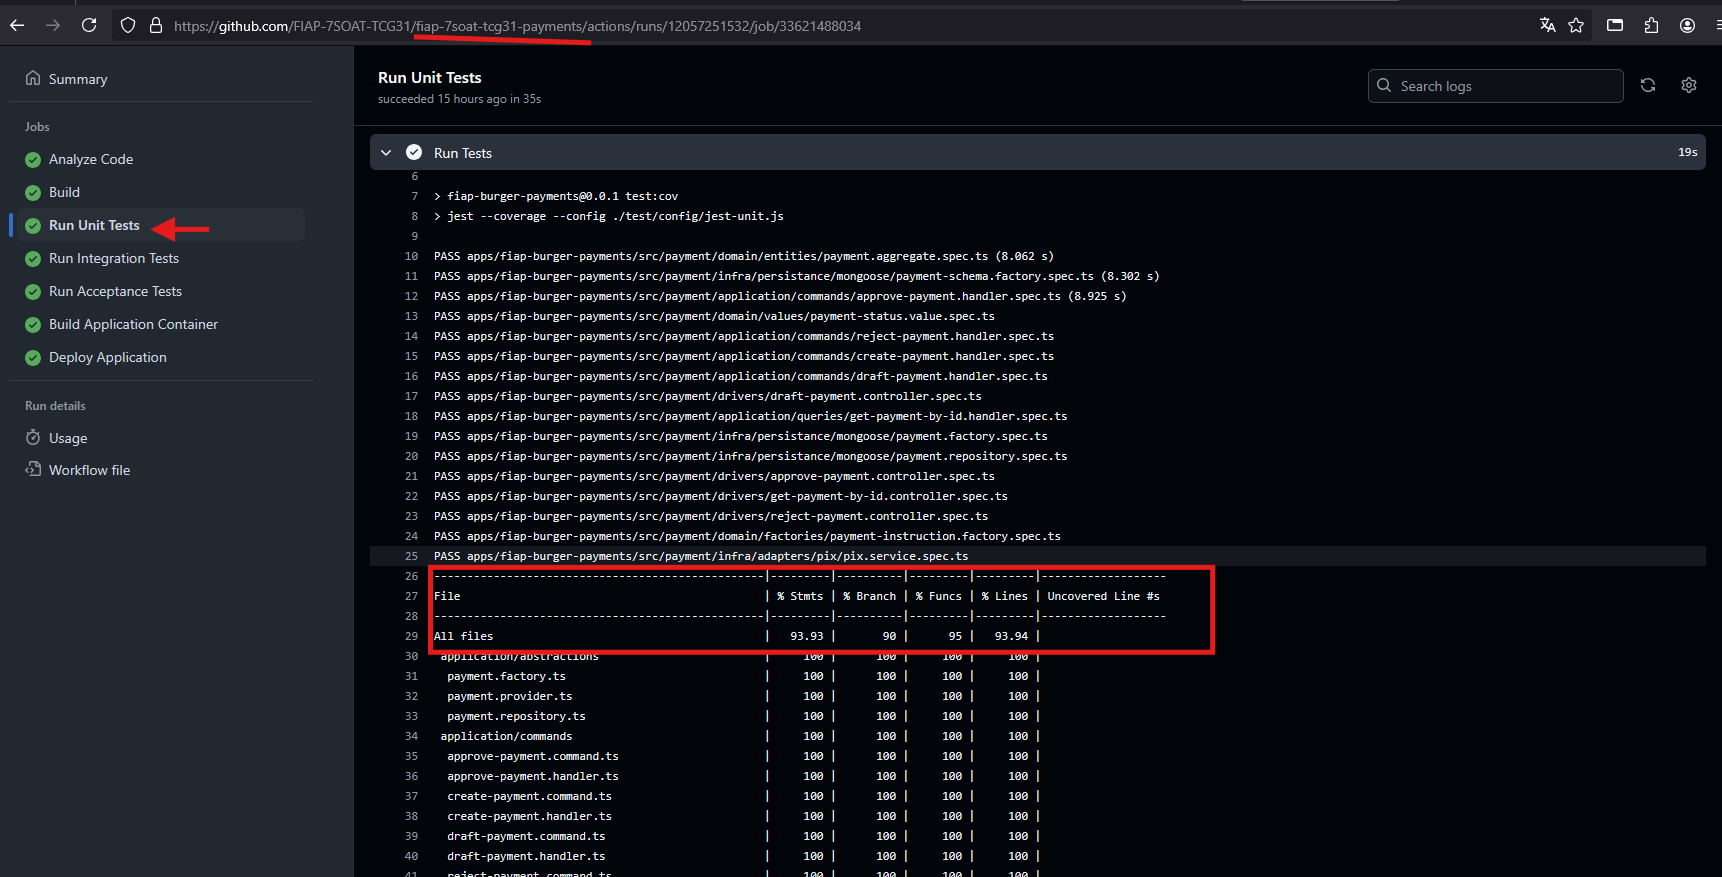 https://github.com/FIAP-7SOAT-TCG31/fiap-7soat-tcg31-payments/actions/runs/12057251532/job/33621488034
Summary
Jobs
Analyze Code
Build
Run Unit Tests
Run Integration Tests
Run Acceptance Tests
Build Application Container
Deploy Application
Run details
Usage
Workflow file
Run Unit Tests
succeeded 15 hours ago in 35s
Search logs
Run Tests
19s
6
7 > fiap-burger-payments@0.0.1 test:cov
8 > jest --coverage --config ./test/config/jest-unit.js
9
10 PASS apps/fiap-burger-payments/src/payment/domain/entities/payment.aggregate.spec.ts (8.062 s)
11 PASS apps/fiap-burger-payments/src/payment/infra/persistance/mongoose/payment-schema.factory.spec.ts (8.302 s)
12 PASS apps/fiap-burger-payments/src/payment/application/commands/approve-payment.handler.spec.ts (8.925 s)
13 PASS apps/fiap-burger-payments/src/payment/domain/values/payment-status.value.spec.ts
14 PASS apps/fiap-burger-payments/src/payment/application/commands/reject-payment.handler.spec.ts
15 PASS apps/fiap-burger-payments/src/payment/application/commands/create-payment.handler.spec.ts
16 PASS apps/fiap-burger-payments/src/payment/application/commands/draft-payment.handler.spec.ts
17 PASS apps/fiap-burger-payments/src/payment/drivers/draft-payment.controller.spec.ts
18 PASS apps/fiap-burger-payments/src/payment/application/queries/get-payment-by-id.handler.spec.ts
19 PASS apps/fiap-burger-payments/src/payment/infra/persistance/mongoose/payment.factory.spec.ts
20 PASS apps/fiap-burger-payments/src/payment/infra/persistance/mongoose/payment.repository.spec.ts
21 PASS apps/fiap-burger-payments/src/payment/drivers/approve-payment.controller.spec.ts
22 PASS apps/fiap-burger-payments/src/payment/drivers/get-payment-by-id.controller.spec.ts
23 PASS apps/fiap-burger-payments/src/payment/drivers/reject-payment.controller.spec.ts
24 PASS apps/fiap-burger-payments/src/payment/domain/factories/payment-instruction.factory.spec.ts
25 PASS apps/fiap-burger-payments/src/payment/infra/adapters/pix/pix.service.spec.ts
26 --------------------------------------------------|---------|----------|---------|---------|-------------------
27 File | % Stmts | % Branch | % Funcs | % Lines | Uncovered Line #s
28 --------------------------------------------------|---------|----------|---------|---------|-------------------
29 All files | 93.93 | 90 | 95 | 93.94 |
30 application/abstractions | 100 | 100 | 100 | 100 |
31 payment.factory.ts | 100 | 100 | 100 | 100 |
32 payment.provider.ts | 100 | 100 | 100 | 100 |
33 payment.repository.ts | 100 | 100 | 100 | 100 |
34 application/commands | 100 | 100 | 100 | 100 |
35 approve-payment.command.ts | 100 | 100 | 100 | 100 |
36 approve-payment.handler.ts | 100 | 100 | 100 | 100 |
37 create-payment.command.ts | 100 | 100 | 100 | 100 |
38 create-payment.handler.ts | 100 | 100 | 100 | 100 |
39 draft-payment.command.ts | 100 | 100 | 100 | 100 |
40 draft-payment.handler.ts | 100 | 100 | 100 | 100 |
41 reject-payment.command.ts | 100 | 100 | 100 | 100 |